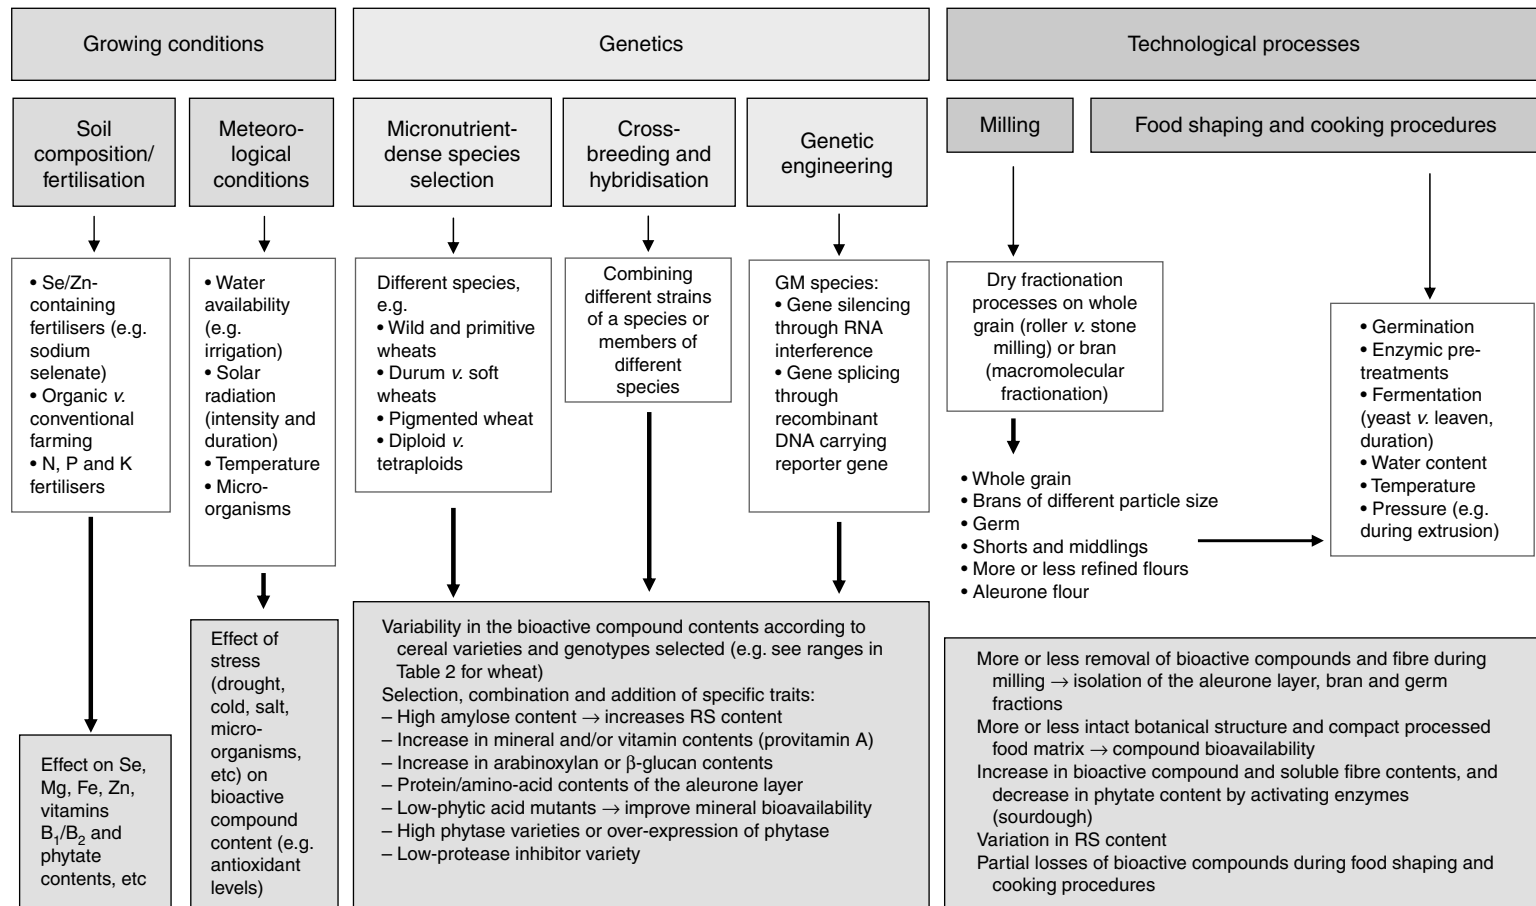 Growing conditions
Genetics
Technological processes
Soil
composition/
fertilisation
Meteoro-
logical
conditions
Micronutrient-
dense species
selection
Cross-
breeding and
hybridisation
Genetic
engineering
Milling
Food shaping and cooking procedures
• Se/Zn-
containing
fertilisers (e.g.
sodium
selenate)
• Organic v.
conventional
farming
• N, P and K
fertilisers
• Water
availability
(e.g.
irrigation)
• Solar
radiation
(intensity and
duration)
• Temperature
• Micro-
organisms
Different species,
e.g.
• Wild and primitive
wheats
• Durum v. soft
wheats
• Pigmented wheat
• Diploid v.
tetraploids
Combining
different strains
of a species or
members of
different
species
GM species:
• Gene silencing
through RNA
interference
• Gene splicing
through
recombinant
DNA carrying
reporter gene
Dry fractionation
processes on whole
grain (roller v. stone
milling) or bran
(macromolecular
fractionation)
• Whole grain
• Brans of different particle size
• Germ
• Shorts and middlings
• More or less refined flours
• Aleurone flour
• Germination
• Enzymic pre-
treatments
• Fermentation
(yeast v. leaven,
duration)
• Water content
• Temperature
• Pressure (e.g.
during extrusion)
Effect on Se,
Mg, Fe, Zn,
vitamins
B₁/B₂ and
phytate
contents, etc
Effect of
stress
(drought,
cold, salt,
micro-
organisms,
etc) on
bioactive
compound
content (e.g.
antioxidant
levels)
Variability in the bioactive compound contents according to
cereal varieties and genotypes selected (e.g. see ranges in
Table 2 for wheat)
Selection, combination and addition of specific traits:
– High amylose content → increases RS content
– Increase in mineral and/or vitamin contents (provitamin A)
– Increase in arabinoxylan or β-glucan contents
– Protein/amino-acid contents of the aleurone layer
– Low-phytic acid mutants → improve mineral bioavailability
– High phytase varieties or over-expression of phytase
– Low-protease inhibitor variety
More or less removal of bioactive compounds and fibre during
milling → isolation of the aleurone layer, bran and germ
fractions
More or less intact botanical structure and compact processed
food matrix → compound bioavailability
Increase in bioactive compound and soluble fibre contents, and
decrease in phytate content by activating enzymes
(sourdough)
Variation in RS content
Partial losses of bioactive compounds during food shaping and
cooking procedures